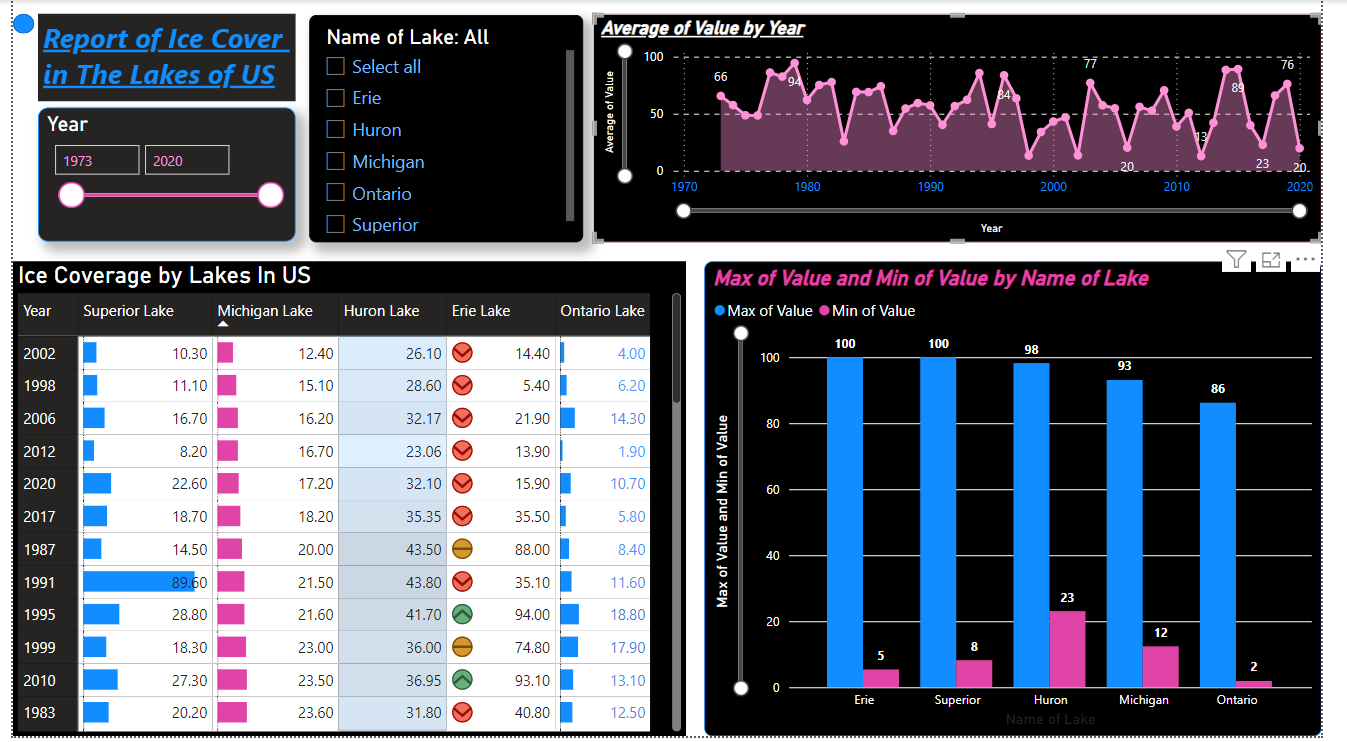 Report of Ice Cover
in The Lakes of US
Year
1973 2020
Name of Lake: All
Select all
Erie
Huron
Michigan
Ontario
Superior
Average of Value by Year
Average of Value
100
50
0
66 94 84 77 20 13 89 23 76 20
1970 1980 1990 2000 2010 2020
Year
Ice Coverage by Lakes In US
Year Superior Lake Michigan Lake Huron Lake Erie Lake Ontario Lake
2002 10.30 12.40 26.10 14.40 4.00
1998 11.10 15.10 28.60 5.40 6.20
2006 16.70 16.20 32.17 21.90 14.30
2012 8.20 16.70 23.06 13.90 1.90
2020 22.60 17.20 32.10 15.90 10.70
2017 18.70 18.20 35.35 35.50 5.80
1987 14.50 20.00 43.50 88.00 8.40
1991 89.60 21.50 43.80 35.10 11.60
1995 28.80 21.60 41.70 94.00 18.80
1999 18.30 23.00 36.00 74.80 17.90
2010 27.30 23.50 36.95 93.10 13.10
1983 20.20 23.60 31.80 40.80 12.50
Max of Value and Min of Value by Name of Lake
Max of Value Min of Value
Max of Value and Min of Value
100
80
60
40
20
0
100 5 100 8 98 23 93 12 86 2
Erie Superior Huron Michigan Ontario
Name of Lake